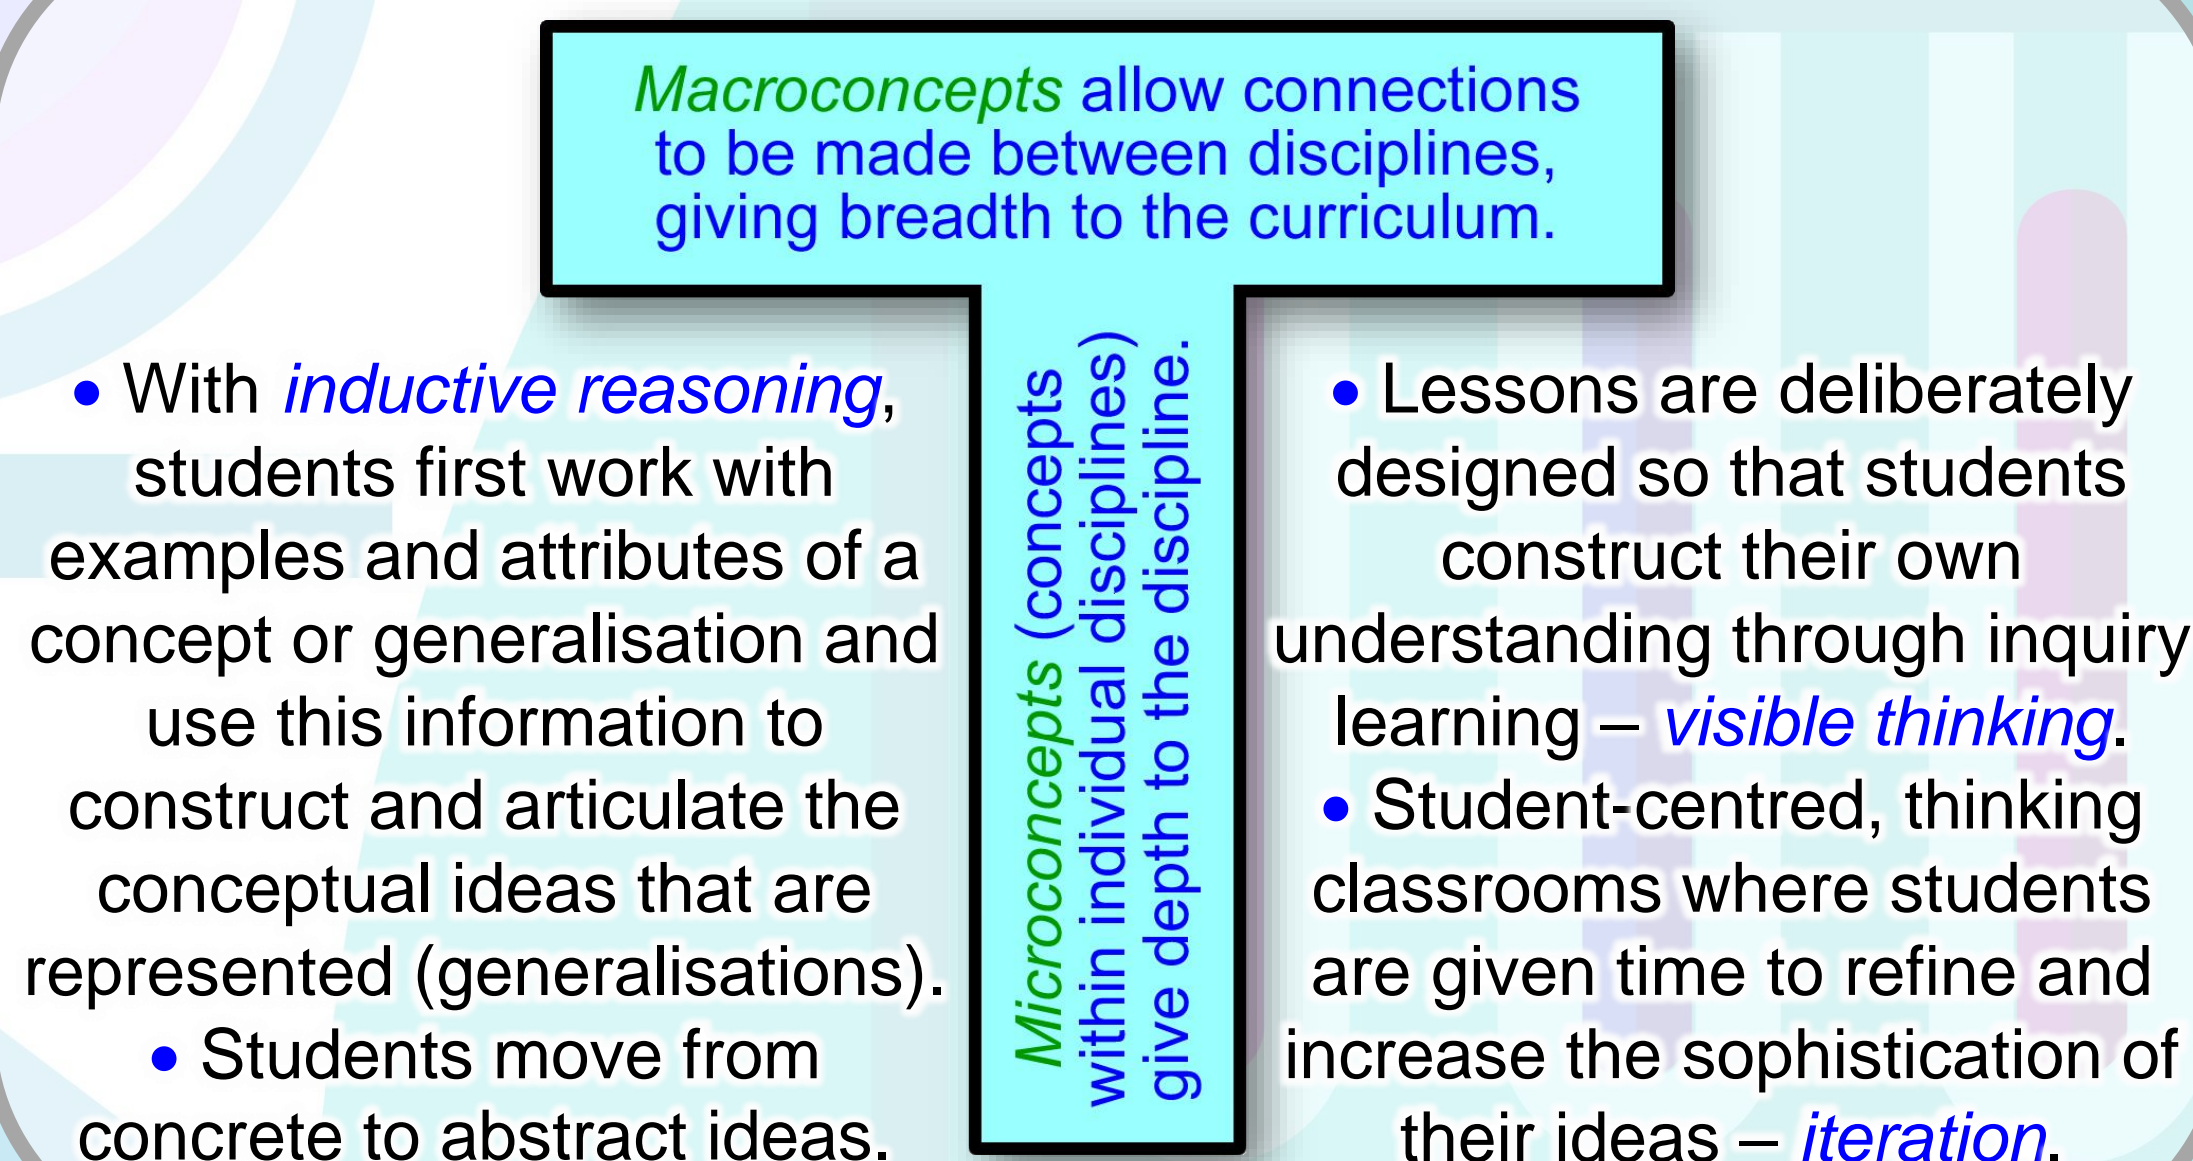 Macroconcepts allow connections
to be made between disciplines,
giving breadth to the curriculum.
• With inductive reasoning,
students first work with
examples and attributes of a
concept or generalisation and
use this information to
construct and articulate the
conceptual ideas that are
represented (generalisations).
• Students move from
concrete to abstract ideas.
Microconcepts (concepts
within individual disciplines)
give depth to the discipline.
• Lessons are deliberately
designed so that students
construct their own
understanding through inquiry
learning – visible thinking.
• Student-centred, thinking
classrooms where students
are given time to refine and
increase the sophistication of
their ideas – iteration.